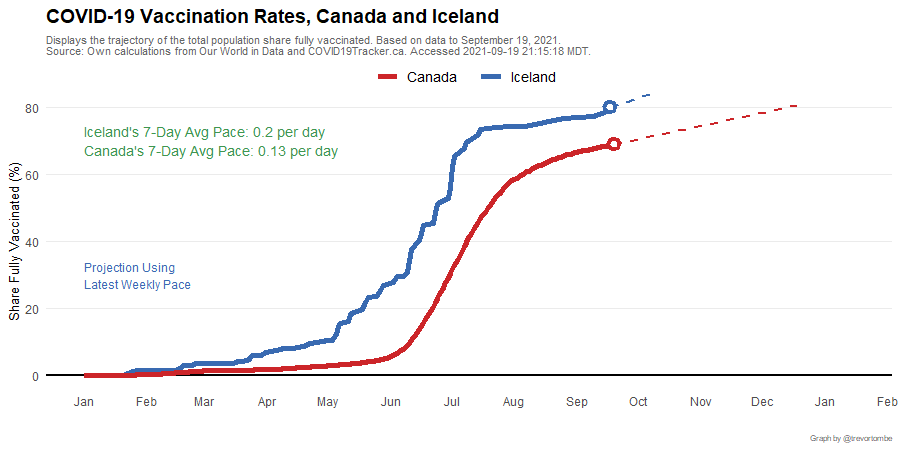 COVID-19 Vaccination Rates, Canada and Iceland
Displays the trajectory of the total population share fully vaccinated. Based on data to September 19, 2021.
Source: Own calculations from Our World in Data and COVID19Tracker.ca. Accessed 2021-09-19 21:15:18 MDT.
Canada Iceland
Iceland's 7-Day Avg Pace: 0.2 per day
Canada's 7-Day Avg Pace: 0.13 per day
Projection Using
Latest Weekly Pace
Share Fully Vaccinated (%)
80
60
40
20
0
Jan Feb Mar Apr May Jun Jul Aug Sep Oct Nov Dec Jan Feb
Graph by @trevortombe